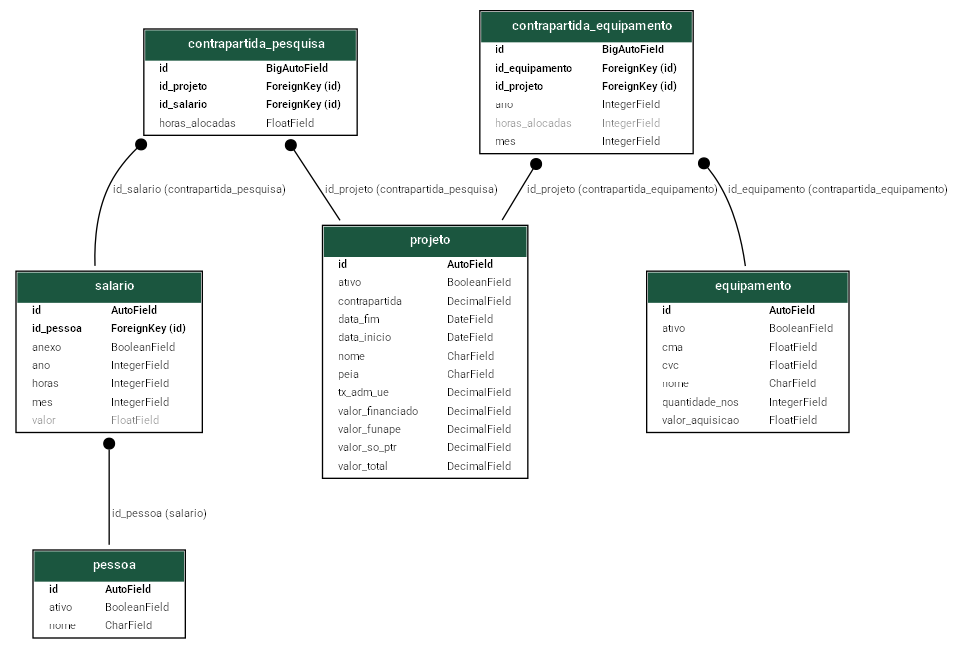 contrapartida_pesquisa
id BigAutoField
id_projeto ForeignKey (id)
id_salario ForeignKey (id)
horas_alocadas FloatField
contrapartida_equipamento
id BigAutoField
id_equipamento ForeignKey (id)
id_projeto ForeignKey (id)
ano IntegerField
horas_alocadas IntegerField
mes IntegerField
id_salario (contrapartida_pesquisa)
id_projeto (contrapartida_pesquisa)
id_projeto (contrapartida_equipamento)
id_equipamento (contrapartida_equipamento)
salario
id AutoField
id_pessoa ForeignKey (id)
anexo BooleanField
ano IntegerField
horas IntegerField
mes IntegerField
valor FloatField
projeto
id AutoField
ativo BooleanField
contrapartida DecimalField
data_fim DateField
data_inicio DateField
nome CharField
peia CharField
tx_adm_ue DecimalField
valor_financiado DecimalField
valor_funape DecimalField
valor_so_ptr DecimalField
valor_total DecimalField
equipamento
id AutoField
ativo BooleanField
cma FloatField
cvc FloatField
nome CharField
quantidade_nos IntegerField
valor_aquisicao FloatField
id_pessoa (salario)
pessoa
id AutoField
ativo BooleanField
nome CharField